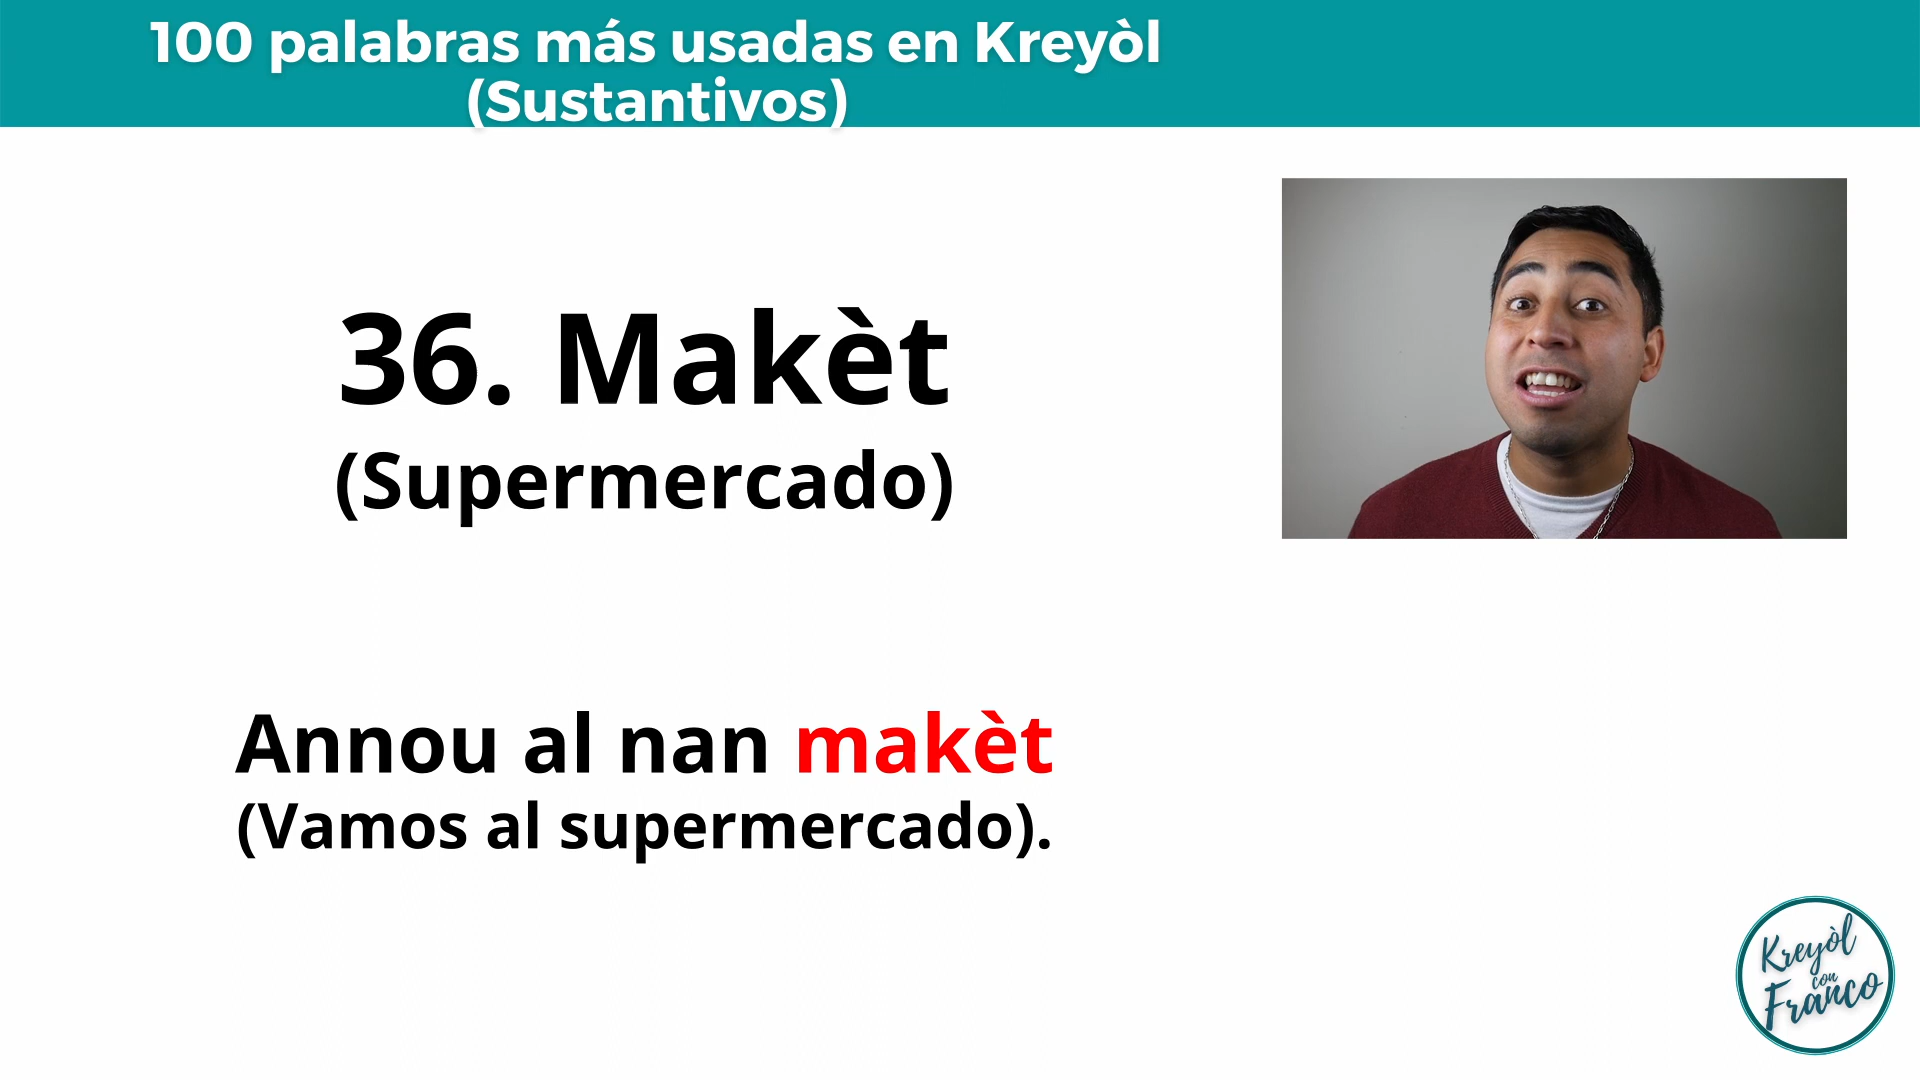 100 palabras más usadas en Kreyòl
(Sustantivos)
36. Makèt
(Supermercado)
Annou al nan makèt
(Vamos al supermercado).
Kreyòl
con
Franco